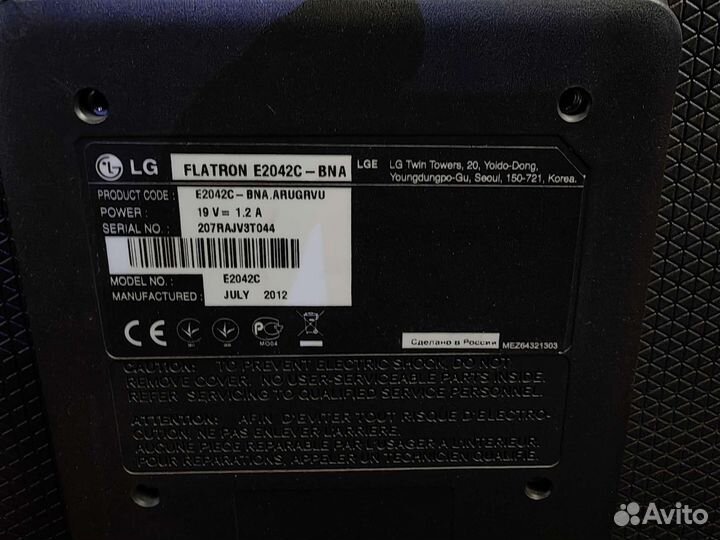 LG
FLATRON E2042C-BNA
LGE LG Twin Towers, 20, Yoido-Dong,
Youngdungpo-Gu, Seoul, 150-721, Korea.
PRODUCT CODE : E2042C-BNA.ARUGRVU
POWER : 19 V= 1.2 A
SERIAL NO : 207RAJV3T044
MODEL NO. : E2042C
MANUFACTURED : JULY 2012
CE
PC
MO04
Сделано в России
MEZ64321303
CAUTION: TO PREVENT ELECTRIC SHOCK, DO NOT
REMOVE COVER. NO USER-SERVICEABLE PARTS INSIDE.
REFER SERVICING TO QUALIFIED SERVICE PERSONNEL.
ATTENTION: AFIN D'EVITER TOUT RISQUE D'ELECTRO-
CUTION, NE PAS ENLEVER LARRIERE.
AUCUNE PIECE REPARABLE PAR L'USAGER A L'INTERIEUR.
POUR REPARATIONS APPELER UN TECHNICIEN QUALIFIE.
Avito